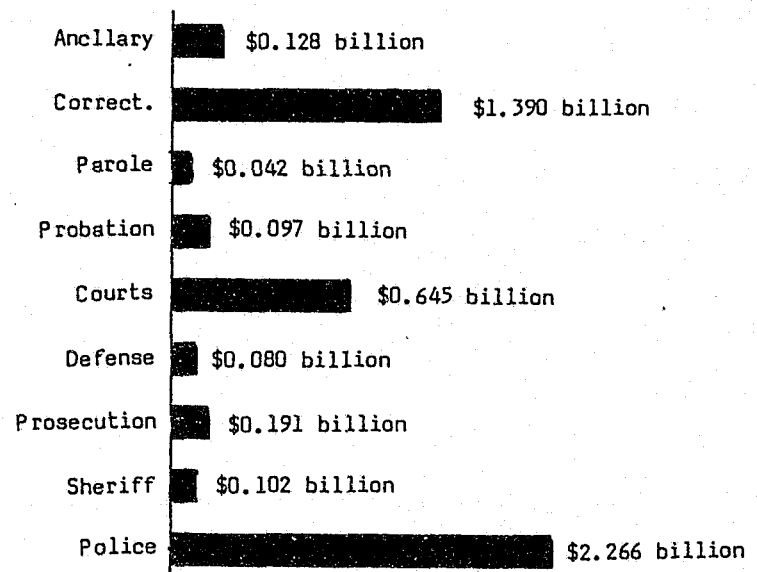 Ancllary $0.128 billion
Correct. $1.390 billion
Parole $0.042 billion
Probation $0.097 billion
Courts $0.645 billion
Defense $0.080 billion
Prosecution $0.191 billion
Sheriff $0.102 billion
Police $2.266 billion